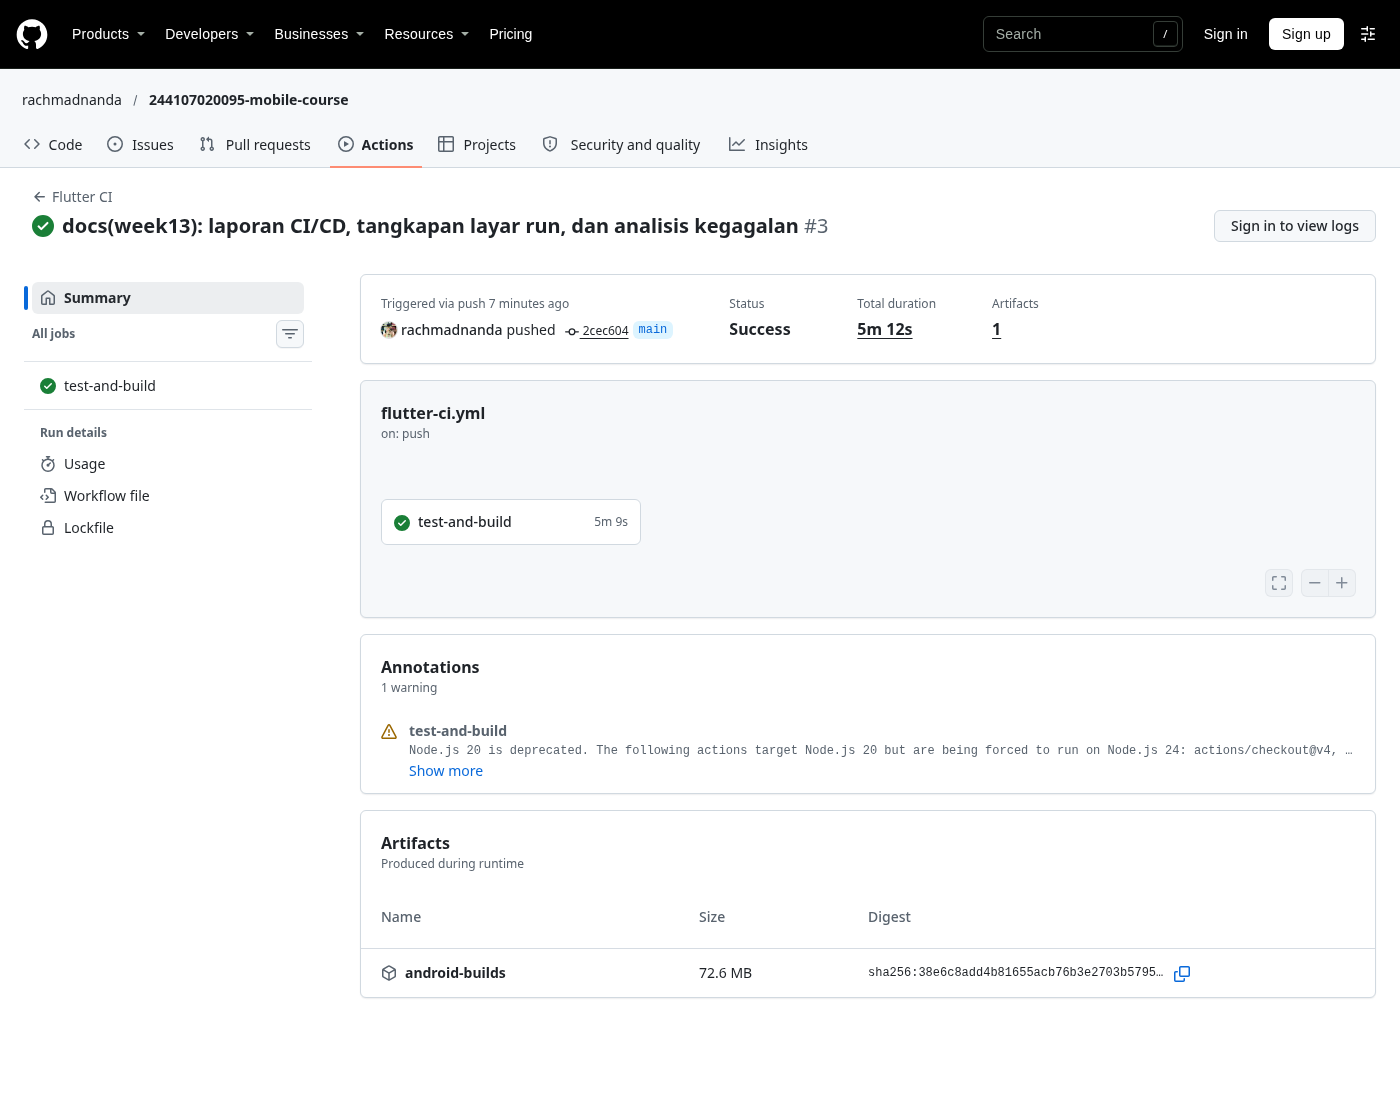 Products Developers Businesses Resources Pricing Search / Sign in Sign up
rachmadnanda / 244107020095-mobile-course
Code Issues Pull requests Actions Projects Security and quality Insights
Flutter CI
docs(week13): laporan CI/CD, tangkapan layar run, dan analisis kegagalan #3
Sign in to view logs
Summary
All jobs
test-and-build
Run details
Usage
Workflow file
Lockfile
Triggered via push 7 minutes ago
rachmadnanda pushed 2cec604 main
Status
Success
Total duration
5m 12s
Artifacts
1
flutter-ci.yml
on: push
test-and-build 5m 9s
Annotations
1 warning
test-and-build
Node.js 20 is deprecated. The following actions target Node.js 20 but are being forced to run on Node.js 24: actions/checkout@v4, …
Show more
Artifacts
Produced during runtime
Name Size Digest
android-builds 72.6 MB sha256:38e6c8add4b81655acb76b3e2703b5795…